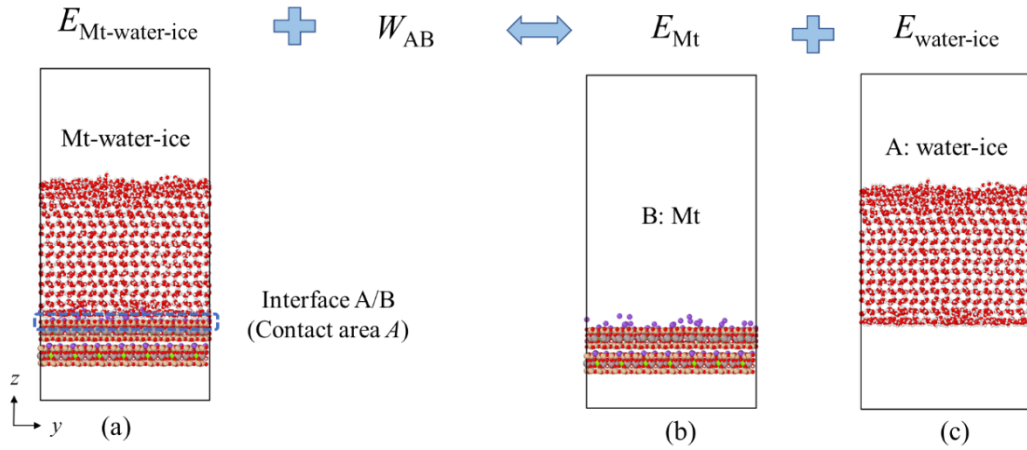 E_Mt-water-ice W_AB E_Mt E_water-ice
Mt-water-ice
A: water-ice
B: Mt
Interface A/B
(Contact area A)
z
y
(a)
(b)
(c)